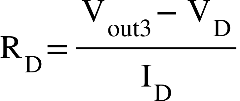 R_D = (V_out3 − V_D) / I_D